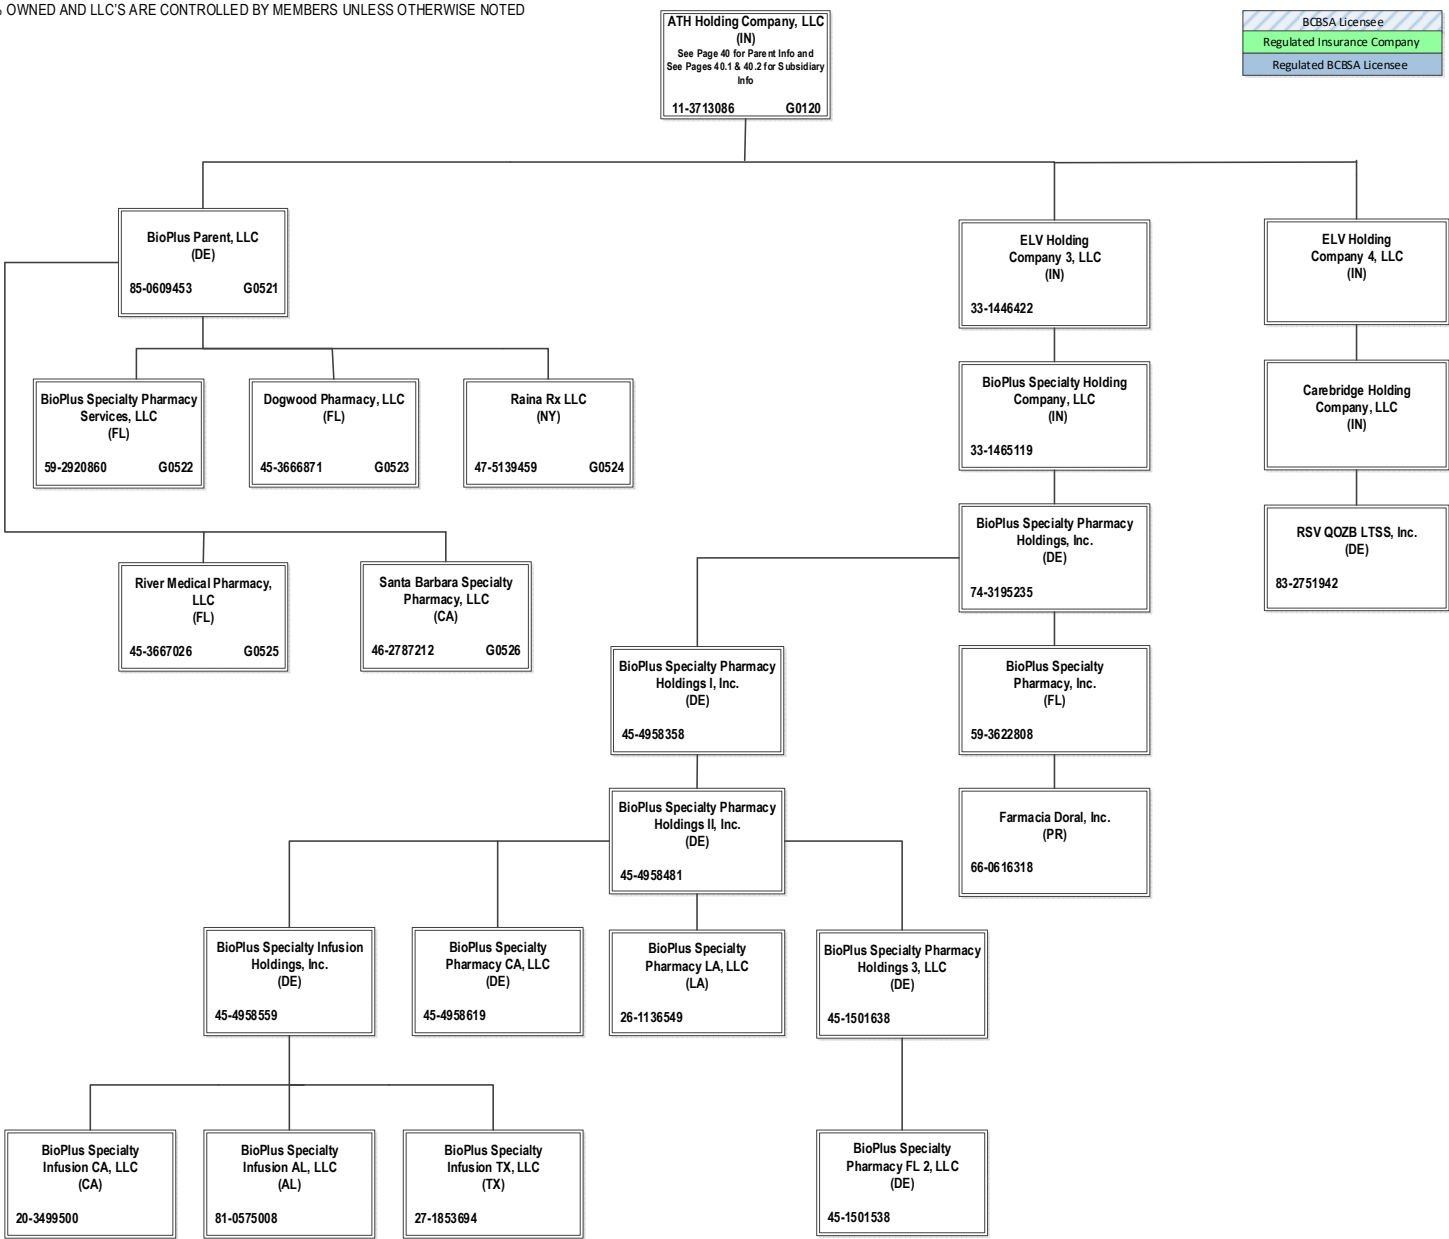 OWNED AND LLC'S ARE CONTROLLED BY MEMBERS UNLESS OTHERWISE NOTED
ATH Holding Company, LLC
(IN)
See Page 40 for Parent Info and
See Pages 40.1 & 40.2 for Subsidiary
Info
11-3713086 G0120
BCBSA Licensee
Regulated Insurance Company
Regulated BCBSA Licensee
BioPlus Parent, LLC
(DE)
85-0609453 G0521
ELV Holding
Company 3, LLC
(IN)
33-1446422
ELV Holding
Company 4, LLC
(IN)
BioPlus Specialty Pharmacy
Services, LLC
(FL)
59-2920860 G0522
Dogwood Pharmacy, LLC
(FL)
45-3666871 G0523
Raina Rx LLC
(NY)
47-5139459 G0524
BioPlus Specialty Holding
Company, LLC
(IN)
33-1465119
Carebridge Holding
Company, LLC
(IN)
River Medical Pharmacy,
LLC
(FL)
45-3667026 G0525
Santa Barbara Specialty
Pharmacy, LLC
(CA)
46-2787212 G0526
BioPlus Specialty Pharmacy
Holdings, Inc.
(DE)
74-3195235
RSV QOZB LTSS, Inc.
(DE)
83-2751942
BioPlus Specialty Pharmacy
Holdings I, Inc.
(DE)
45-4958358
BioPlus Specialty
Pharmacy, Inc.
(FL)
59-3622808
BioPlus Specialty Pharmacy
Holdings II, Inc.
(DE)
45-4958481
Farmacia Doral, Inc.
(PR)
66-0616318
BioPlus Specialty Infusion
Holdings, Inc.
(DE)
45-4958559
BioPlus Specialty
Pharmacy CA, LLC
(DE)
45-4958619
BioPlus Specialty
Pharmacy LA, LLC
(LA)
26-1136549
BioPlus Specialty Pharmacy
Holdings 3, LLC
(DE)
45-1501638
BioPlus Specialty
Infusion CA, LLC
(CA)
20-3499500
BioPlus Specialty
Infusion AL, LLC
(AL)
81-0575008
BioPlus Specialty
Infusion TX, LLC
(TX)
27-1853694
BioPlus Specialty
Pharmacy FL 2, LLC
(DE)
45-1501538